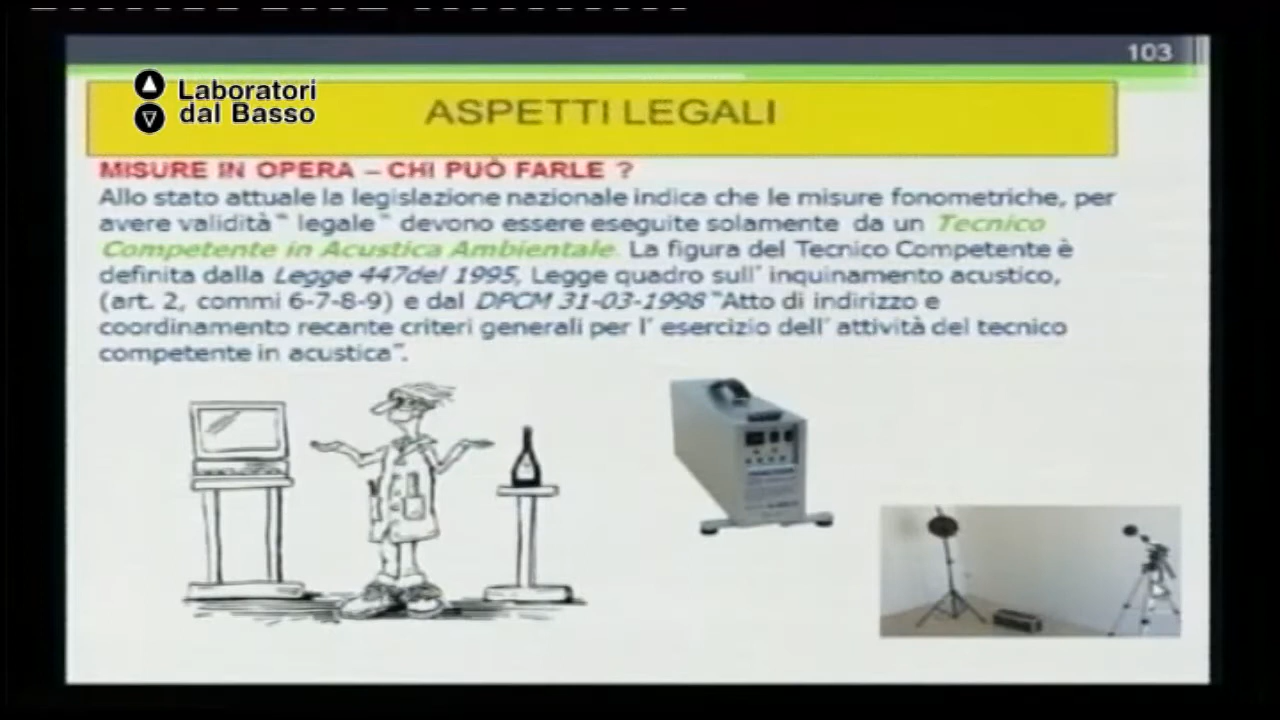 103
Laboratori
dal Basso
ASPETTI LEGALI
MISURE IN OPERA – CHI PUÒ FARLE ?
Allo stato attuale la legislazione nazionale indica che le misure fonometriche, per
avere validità " legale " devono essere eseguite solamente da un Tecnico
Competente in Acustica Ambientale. La figura del Tecnico Competente è
definita dalla Legge 447del 1995, Legge quadro sull' inquinamento acustico,
(art. 2, commi 6-7-8-9) e dal DPCM 31-03-1998 "Atto di indirizzo e
coordinamento recante criteri generali per l' esercizio dell' attività del tecnico
competente in acustica".